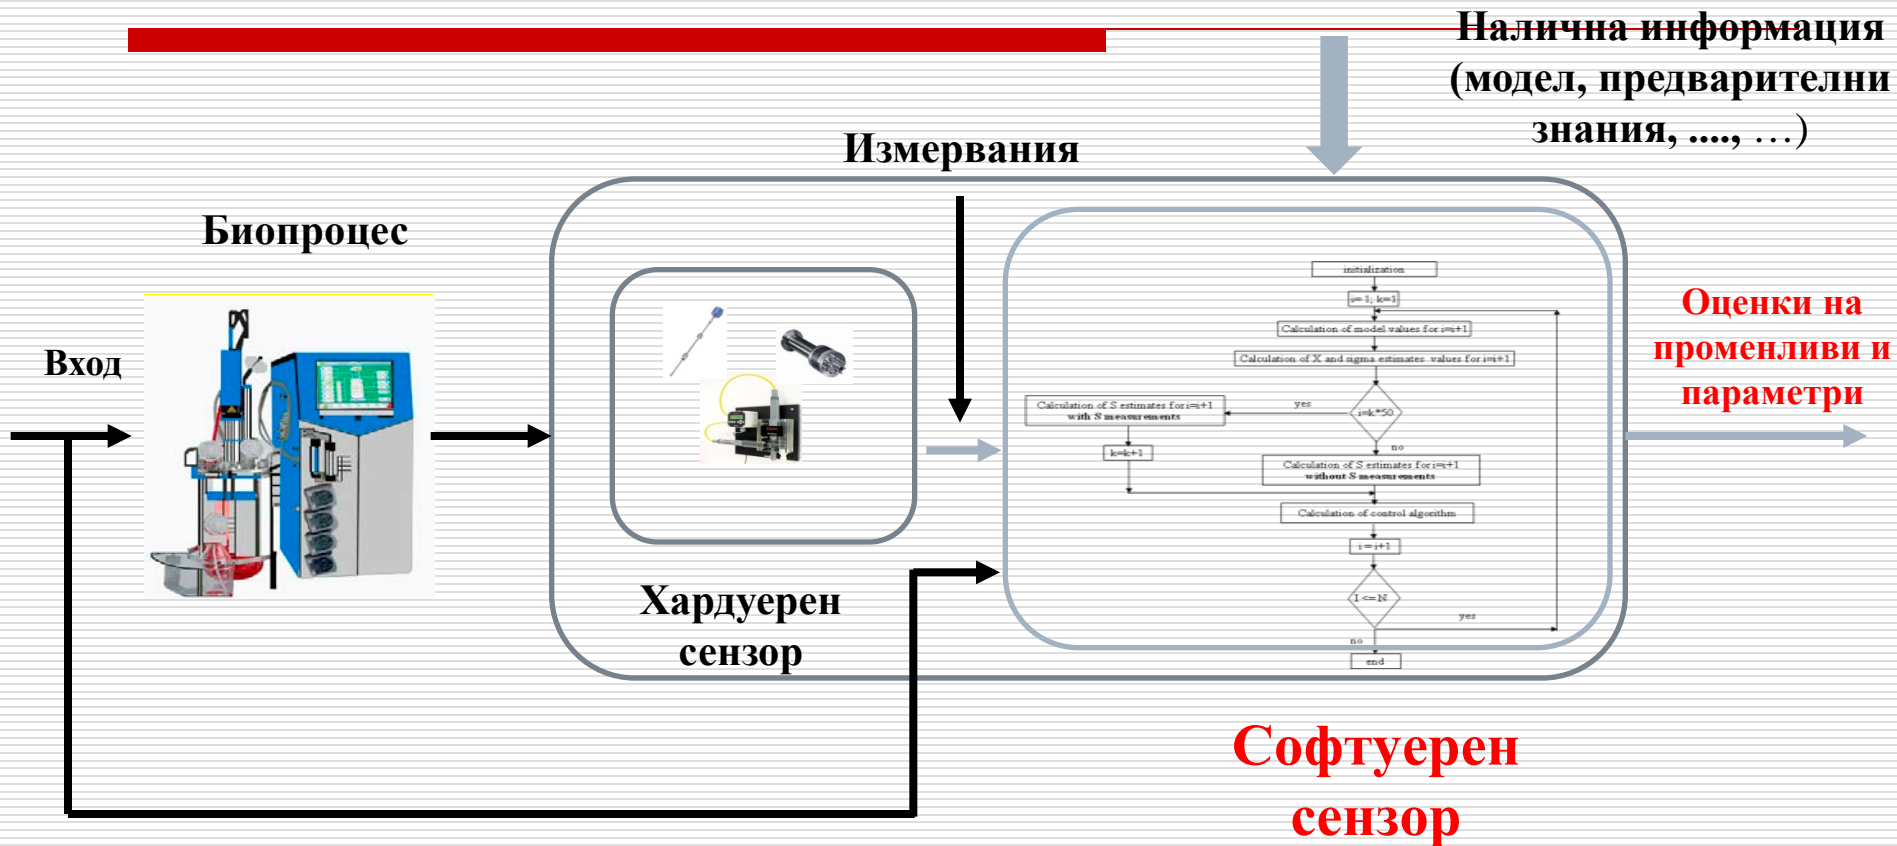 Налична информация
(модел, предварителни
знания, ...., …)
Измервания
Биопроцес
Вход
Хардуерен
сензор
initialization
i= 1; k=1
Calculation of model values for i=i+1
Calculation of X and sigma estimates values for i=i+1
i=k*50
yes
Calculation of S estimates for i=i+1
with S measurements
k=k+1
no
Calculation of S estimates for i=i+1
without S measurements
Calculation of control algorithm
i = i+1
I <= N
yes
no
end
Оценки на
променливи и
параметри
Софтуерен
сензор